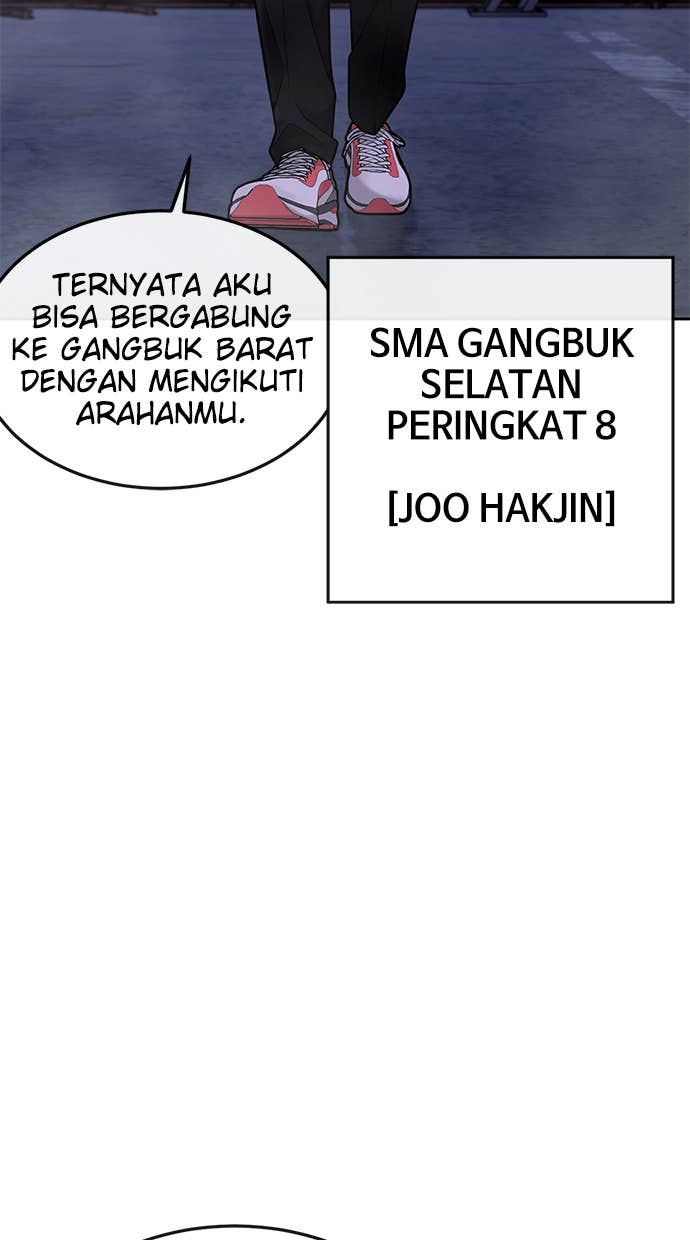 TERNYATA AKU
BISA BERGABUNG
KE GANGBUK BARAT
DENGAN MENGIKUTI
ARAHANMU.
SMA GANGBUK
SELATAN
PERINGKAT 8
[JOO HAKJIN]